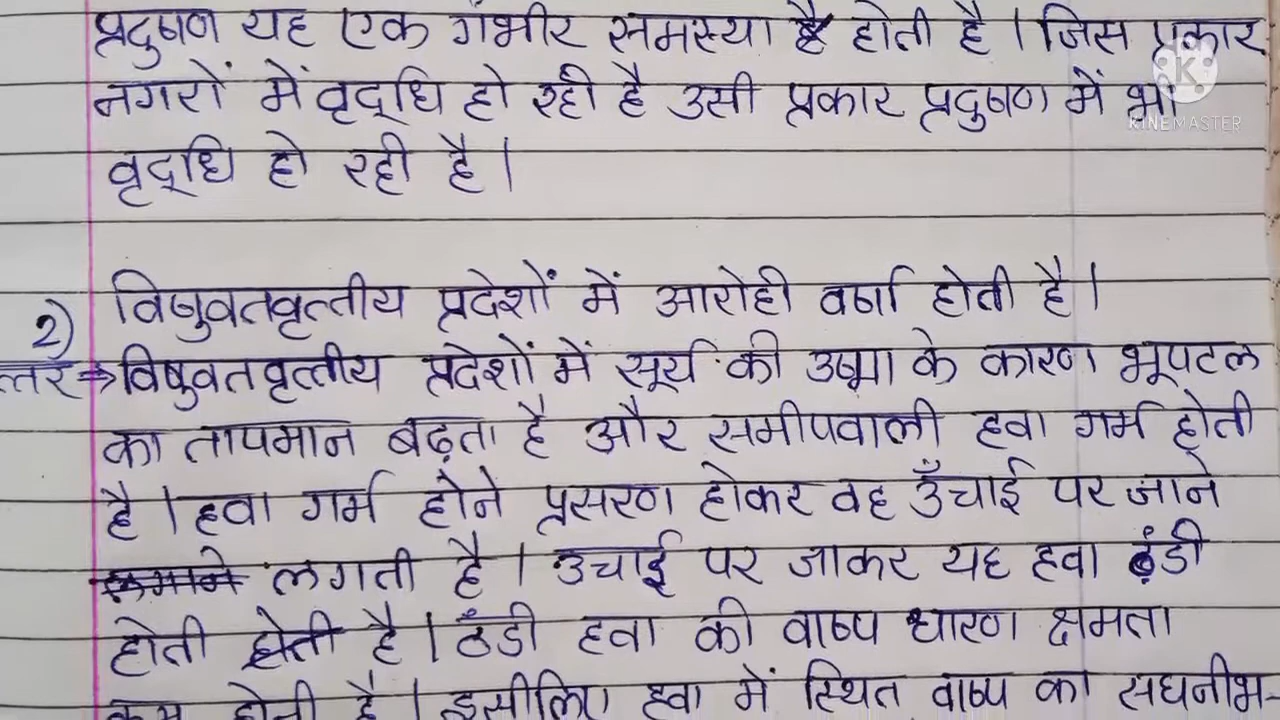 प्रदुषण यह एक गंभीर समस्या है होती है । जिस प्रकार
नगरों में वृद्धि हो रही है उसी प्रकार प्रदुषण में भी
KINEMASTER
वृद्धि हो रही है ।
2) विषुवतवृत्तीय प्रदेशों में आरोही वर्षा होती है ।
त्तर ⇒ विषुवतवृत्तीय प्रदेशों में सूर्य की उष्मा के कारण भूपटल
का तापमान बढ़ता है और समीपवाली हवा गर्म होती
है । हवा गर्म होने प्रसरण होकर वह उँचाई पर जाने
लगती है । उचाई पर जाकर यह हवा ठंडी
होती होती है । ठंडी हवा की वाष्प धारण क्षमता
कम होती है । इसीलिए हवा में स्थित वाष्प का सघनीभ-